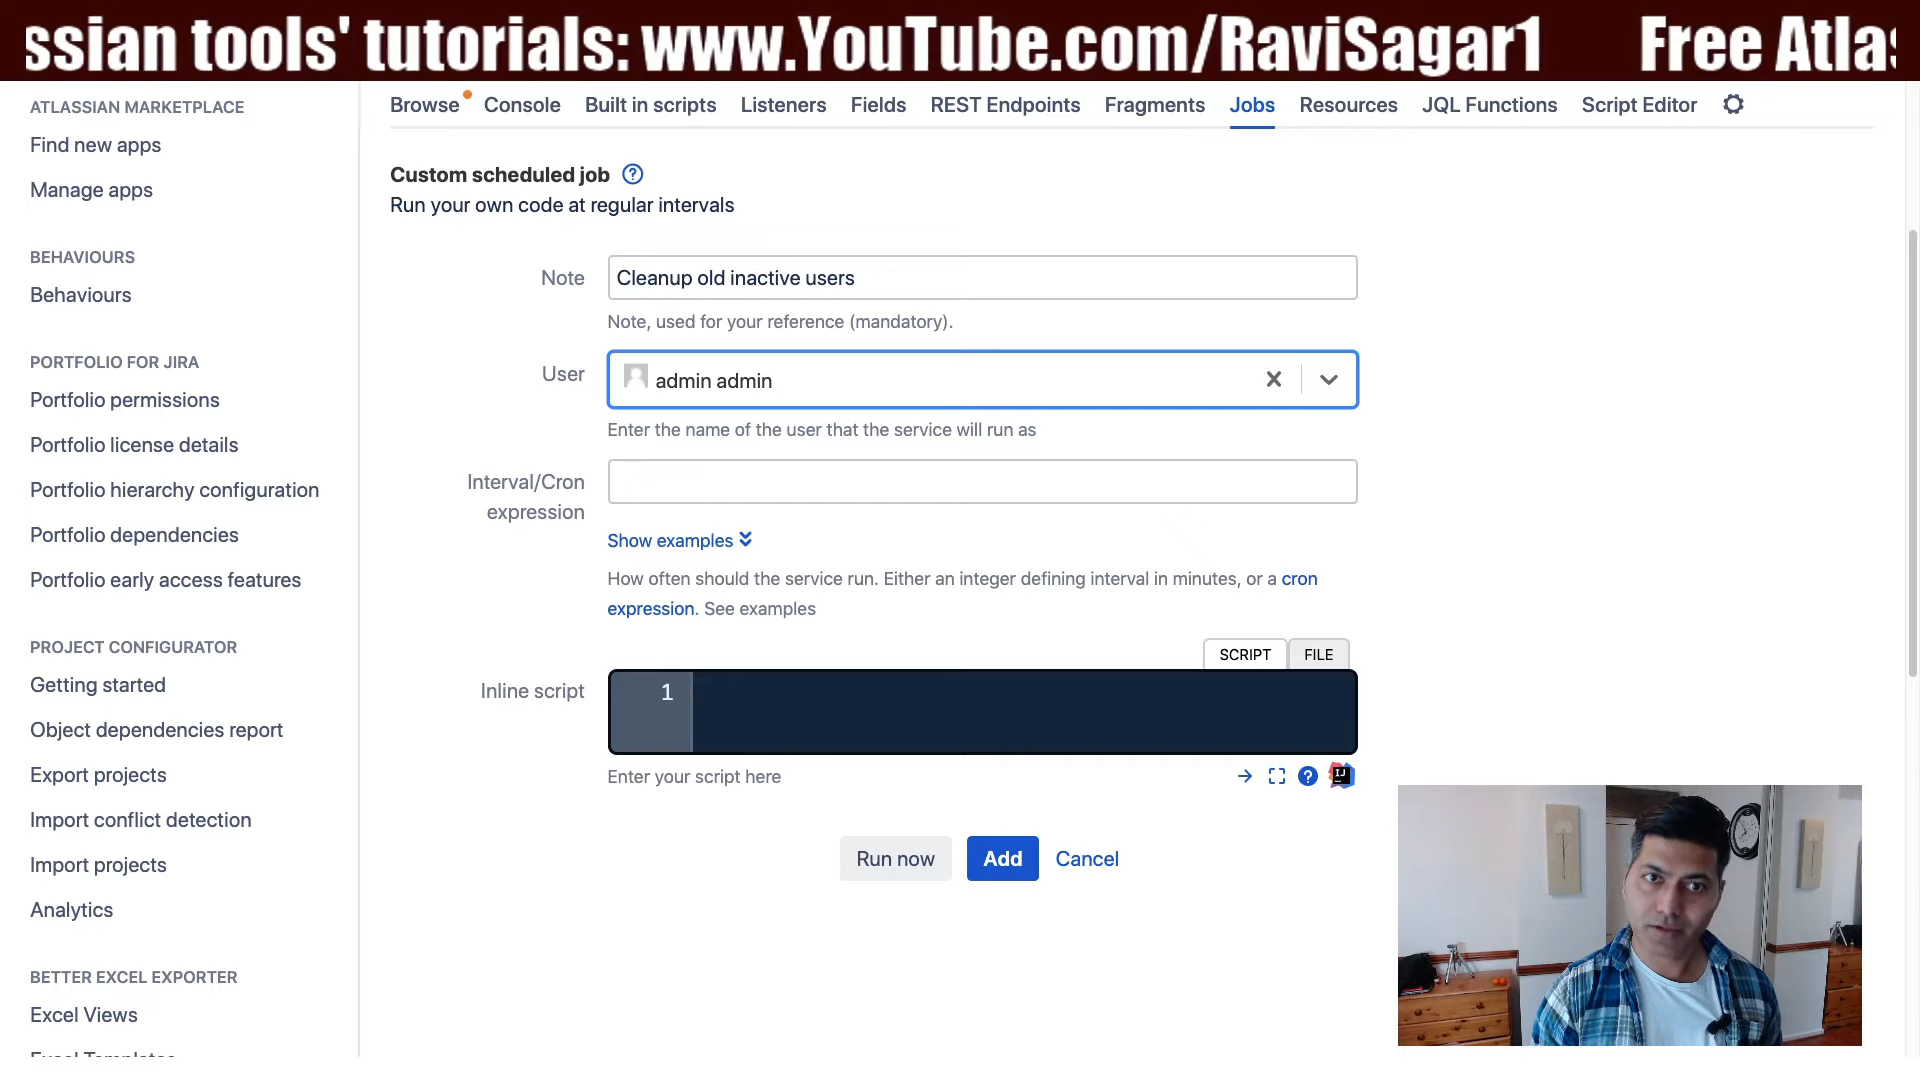 ssian tools' tutorials: www.YouTube.com/RaviSagar1 Free Atlas
ATLASSIAN MARKETPLACE
Find new apps
Manage apps
BEHAVIOURS
Behaviours
PORTFOLIO FOR JIRA
Portfolio permissions
Portfolio license details
Portfolio hierarchy configuration
Portfolio dependencies
Portfolio early access features
PROJECT CONFIGURATOR
Getting started
Object dependencies report
Export projects
Import conflict detection
Import projects
Analytics
BETTER EXCEL EXPORTER
Excel Views
Excel Templates
Browse Console Built in scripts Listeners Fields REST Endpoints Fragments Jobs Resources JQL Functions Script Editor
Custom scheduled job ?
Run your own code at regular intervals
Note Cleanup old inactive users
Note, used for your reference (mandatory).
User admin admin
Enter the name of the user that the service will run as
Interval/Cron
expression
Show examples
How often should the service run. Either an integer defining interval in minutes, or a cron
expression. See examples
SCRIPT FILE
Inline script 1
Enter your script here ? IJ
Run now Add Cancel